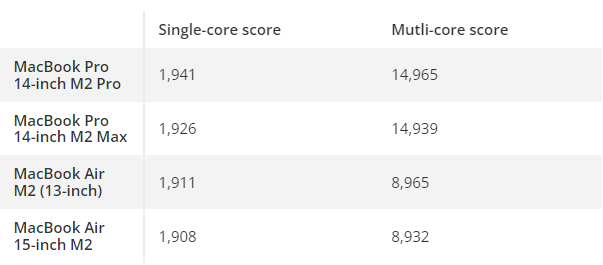 Single-core score Mutli-core score
MacBook Pro
14-inch M2 Pro 1,941 14,965
MacBook Pro
14-inch M2 Max 1,926 14,939
MacBook Air
M2 (13-inch) 1,911 8,965
MacBook Air
15-inch M2 1,908 8,932